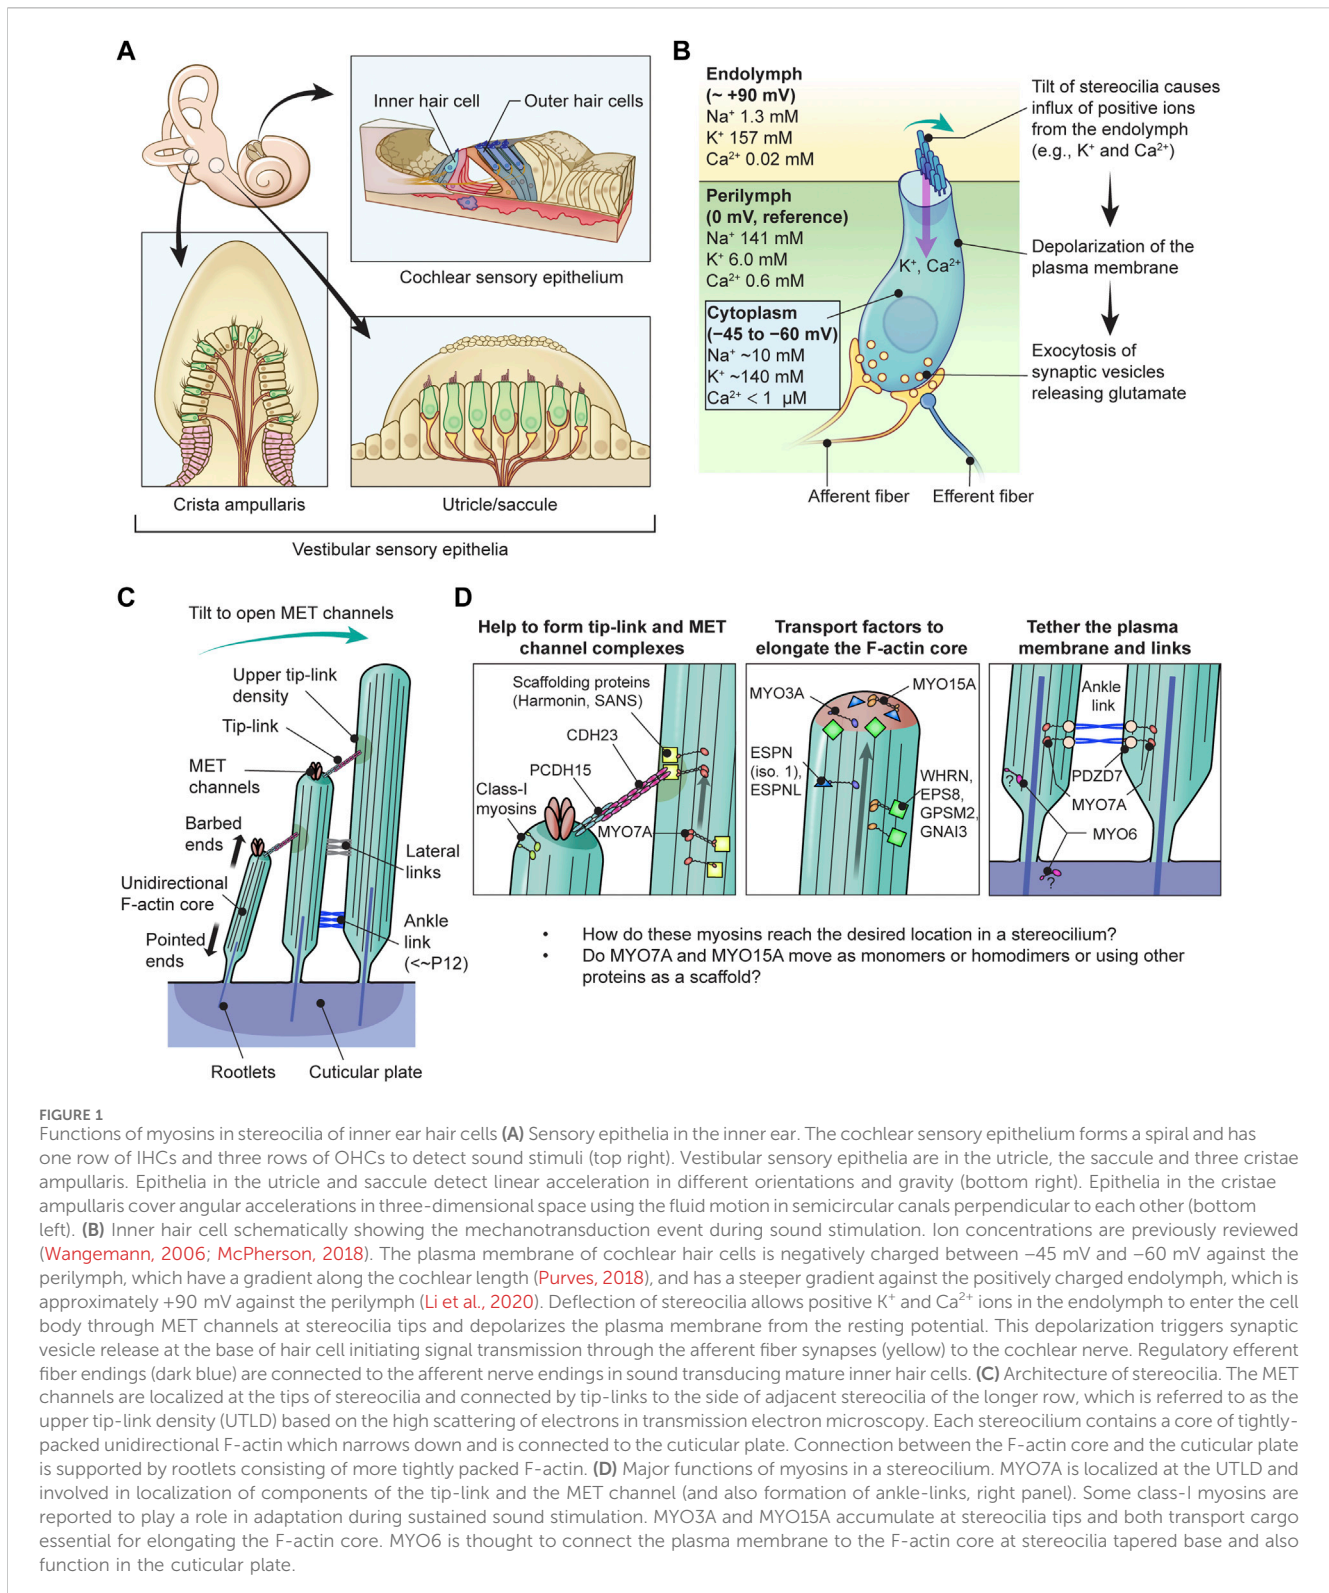 A
Inner hair cell
Outer hair cells
Cochlear sensory epithelium
Crista ampullaris
Utricle/saccule
Vestibular sensory epithelia
B
Endolymph
(~ +90 mV)
Na⁺ 1.3 mM
K⁺ 157 mM
Ca²⁺ 0.02 mM
Perilymph
(0 mV, reference)
Na⁺ 141 mM
K⁺ 6.0 mM
Ca²⁺ 0.6 mM
Cytoplasm
(−45 to −60 mV)
Na⁺ ~10 mM
K⁺ ~140 mM
Ca²⁺ < 1 μM
K⁺, Ca²⁺
Afferent fiber
Efferent fiber
Tilt of stereocilia causes
influx of positive ions
from the endolymph
(e.g., K⁺ and Ca²⁺)
Depolarization of the
plasma membrane
Exocytosis of
synaptic vesicles
releasing glutamate
C
Tilt to open MET channels
Upper tip-link
density
Tip-link
MET
channels
Barbed
ends
Unidirectional
F-actin core
Pointed
ends
Lateral
links
Ankle
link
(<~P12)
Rootlets
Cuticular plate
D
Help to form tip-link and MET
channel complexes
Scaffolding proteins
(Harmonin, SANS)
CDH23
PCDH15
Class-I
myosins
MYO7A
Transport factors to
elongate the F-actin core
MYO3A
MYO15A
ESPN
(iso. 1),
ESPNL
WHRN,
EPS8,
GPSM2,
GNAI3
Tether the plasma
membrane and links
Ankle
link
PDZD7
MYO7A
MYO6
?
?
• How do these myosins reach the desired location in a stereocilium?
• Do MYO7A and MYO15A move as monomers or homodimers or using other
proteins as a scaffold?
FIGURE 1
Functions of myosins in stereocilia of inner ear hair cells (A) Sensory epithelia in the inner ear. The cochlear sensory epithelium forms a spiral and has
one row of IHCs and three rows of OHCs to detect sound stimuli (top right). Vestibular sensory epithelia are in the utricle, the saccule and three cristae
ampullaris. Epithelia in the utricle and saccule detect linear acceleration in different orientations and gravity (bottom right). Epithelia in the cristae
ampullaris cover angular accelerations in three-dimensional space using the fluid motion in semicircular canals perpendicular to each other (bottom
left). (B) Inner hair cell schematically showing the mechanotransduction event during sound stimulation. Ion concentrations are previously reviewed
(Wangemann, 2006; McPherson, 2018). The plasma membrane of cochlear hair cells is negatively charged between −45 mV and −60 mV against the
perilymph, which have a gradient along the cochlear length (Purves, 2018), and has a steeper gradient against the positively charged endolymph, which is
approximately +90 mV against the perilymph (Li et al., 2020). Deflection of stereocilia allows positive K⁺ and Ca²⁺ ions in the endolymph to enter the cell
body through MET channels at stereocilia tips and depolarizes the plasma membrane from the resting potential. This depolarization triggers synaptic
vesicle release at the base of hair cell initiating signal transmission through the afferent fiber synapses (yellow) to the cochlear nerve. Regulatory efferent
fiber endings (dark blue) are connected to the afferent nerve endings in sound transducing mature inner hair cells. (C) Architecture of stereocilia. The MET
channels are localized at the tips of stereocilia and connected by tip-links to the side of adjacent stereocilia of the longer row, which is referred to as the
upper tip-link density (UTLD) based on the high scattering of electrons in transmission electron microscopy. Each stereocilium contains a core of tightly-
packed unidirectional F-actin which narrows down and is connected to the cuticular plate. Connection between the F-actin core and the cuticular plate
is supported by rootlets consisting of more tightly packed F-actin. (D) Major functions of myosins in a stereocilium. MYO7A is localized at the UTLD and
involved in localization of components of the tip-link and the MET channel (and also formation of ankle-links, right panel). Some class-I myosins are
reported to play a role in adaptation during sustained sound stimulation. MYO3A and MYO15A accumulate at stereocilia tips and both transport cargo
essential for elongating the F-actin core. MYO6 is thought to connect the plasma membrane to the F-actin core at stereocilia tapered base and also
function in the cuticular plate.